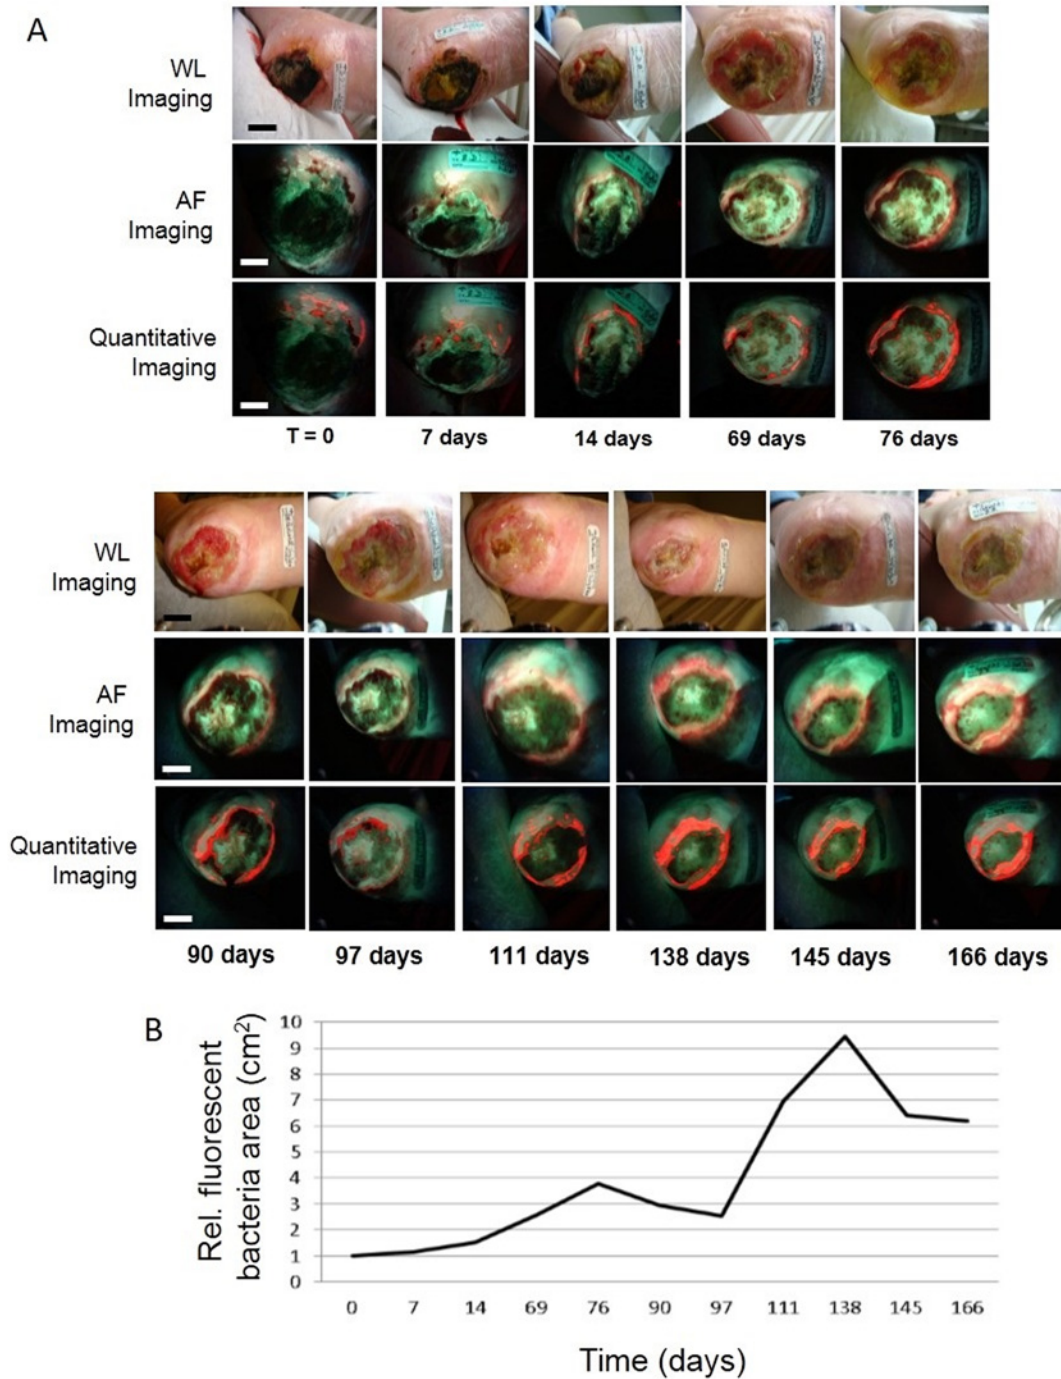 A
WL
Imaging
AF
Imaging
Quantitative
Imaging
T = 0
7 days
14 days
69 days
76 days
WL
Imaging
AF
Imaging
Quantitative
Imaging
90 days
97 days
111 days
138 days
145 days
166 days
B
Rel. fluorescent
bacteria area (cm²)
10
9
8
7
6
5
4
3
2
1
0
0 7 14 69 76 90 97 111 138 145 166
Time (days)